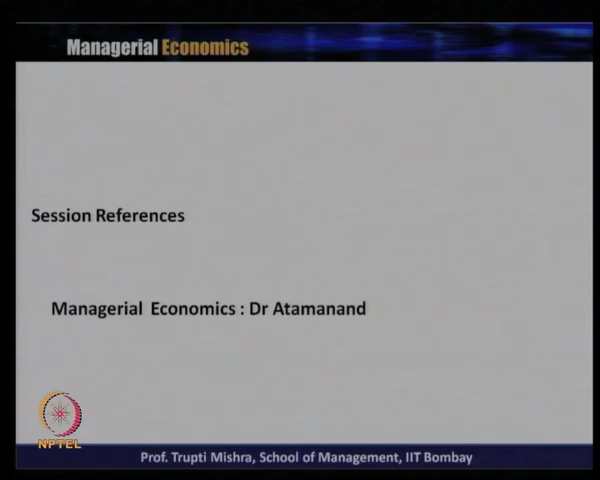 Managerial Economics
Session References
Managerial Economics : Dr Atamanand
NPTEL
Prof. Trupti Mishra, School of Management, IIT Bombay